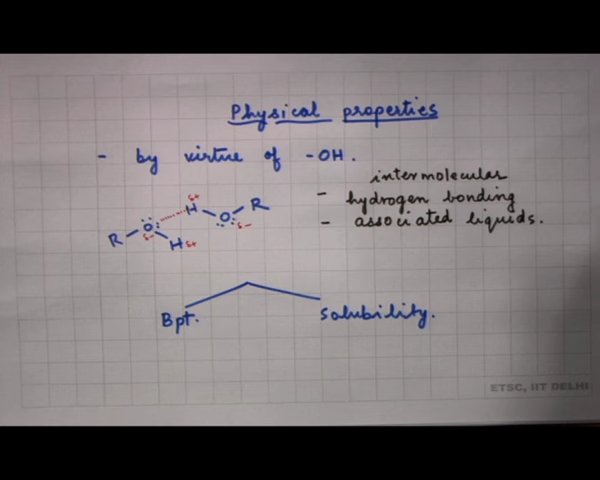 Physical properties
- by virtue of -OH.
intermolecular
- hydrogen bonding
- associated liquids.
δ+
H O R
δ-
R O H δ+
δ-
Bpt. Solubility.
ETSC, IIT DELHI